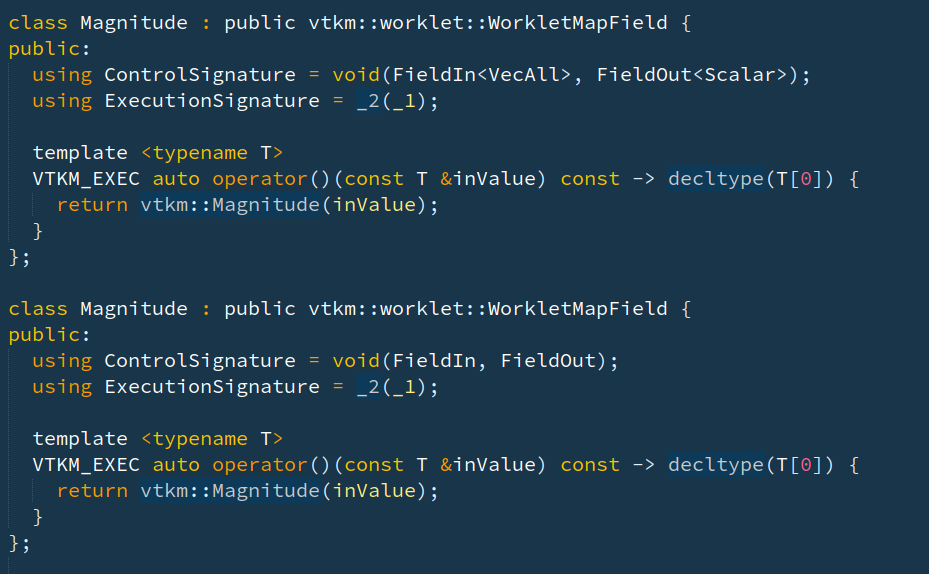 class Magnitude : public vtkm::worklet::WorkletMapField {
public:
  using ControlSignature = void(FieldIn<VecAll>, FieldOut<Scalar>);
  using ExecutionSignature = _2(_1);

  template <typename T>
  VTKM_EXEC auto operator()(const T &inValue) const -> decltype(T[0]) {
    return vtkm::Magnitude(inValue);
  }
};

class Magnitude : public vtkm::worklet::WorkletMapField {
public:
  using ControlSignature = void(FieldIn, FieldOut);
  using ExecutionSignature = _2(_1);

  template <typename T>
  VTKM_EXEC auto operator()(const T &inValue) const -> decltype(T[0]) {
    return vtkm::Magnitude(inValue);
  }
};